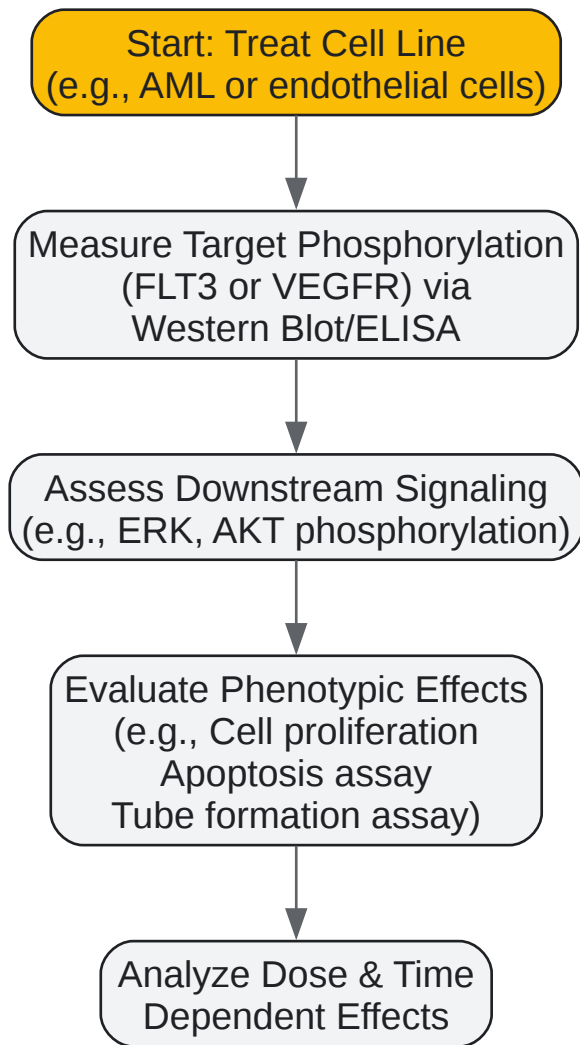 Start: Treat Cell Line
(e.g., AML or endothelial cells)
Measure Target Phosphorylation
(FLT3 or VEGFR) via
Western Blot/ELISA
Assess Downstream Signaling
(e.g., ERK, AKT phosphorylation)
Evaluate Phenotypic Effects
(e.g., Cell proliferation
Apoptosis assay
Tube formation assay)
Analyze Dose & Time
Dependent Effects